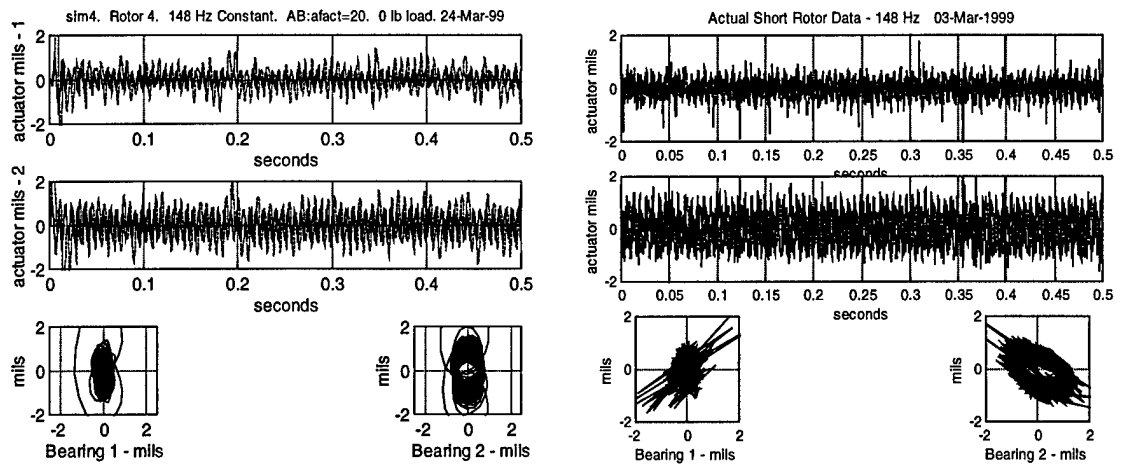 sim4. Rotor 4. 148 Hz Constant. AB:afact=20. 0 lb load. 24-Mar-99
actuator mils - 1
2
0
-2
0 0.1 0.2 0.3 0.4 0.5
seconds
actuator mils - 2
2
0
-2
0 0.1 0.2 0.3 0.4 0.5
seconds
mils
2
0
-2
-2 0 2
Bearing 1 - mils
mils
2
0
-2
-2 0 2
Bearing 2 - mils
Actual Short Rotor Data - 148 Hz 03-Mar-1999
actuator mils
2
0
-2
0 0.05 0.1 0.15 0.2 0.25 0.3 0.35 0.4 0.45 0.5
seconds
actuator mils
2
0
-2
0 0.05 0.1 0.15 0.2 0.25 0.3 0.35 0.4 0.45 0.5
seconds
mils
2
0
-2
-2 0 2
Bearing 1 - mils
mils
2
0
-2
-2 0 2
Bearing 2 - mils